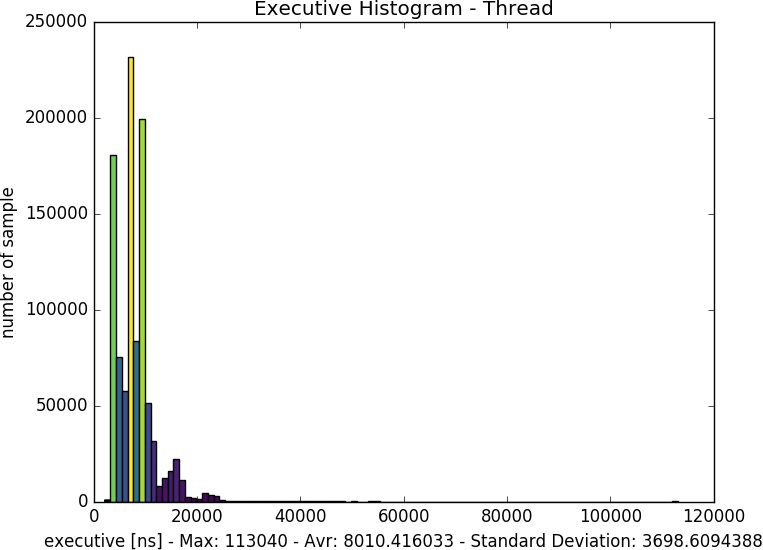 Executive Histogram - Thread
250000
200000
150000
100000
50000
0
number of sample
0 20000 40000 60000 80000 100000 120000
executive [ns] - Max: 113040 - Avr: 8010.416033 - Standard Deviation: 3698.6094388